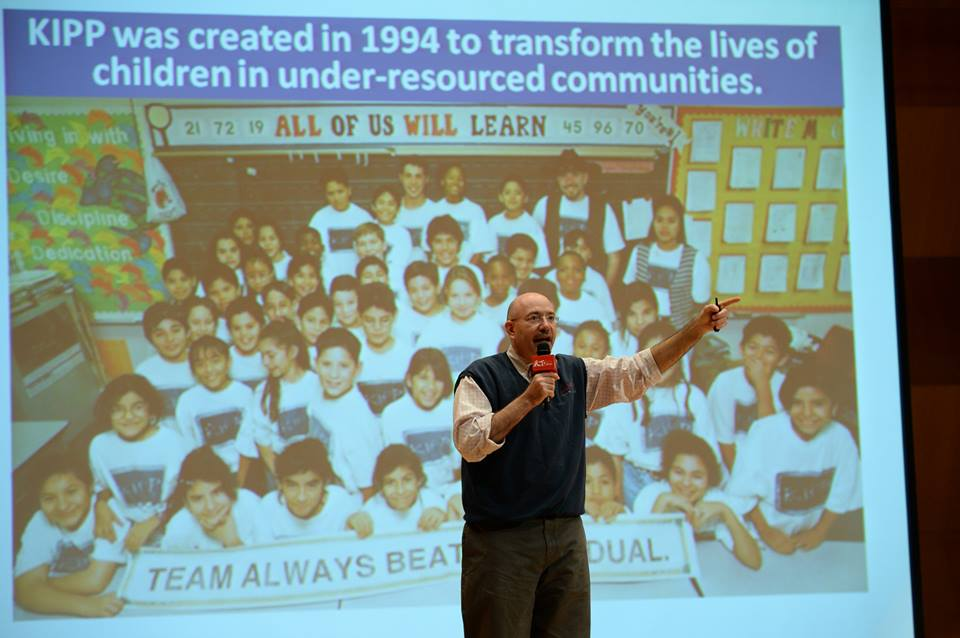 KIPP was created in 1994 to transform the lives of
children in under-resourced communities.
21 72 19 ALL OF US WILL LEARN 45 96 70
Desire
Discipline
Dedication
TEAM ALWAYS BEAT DUAL.